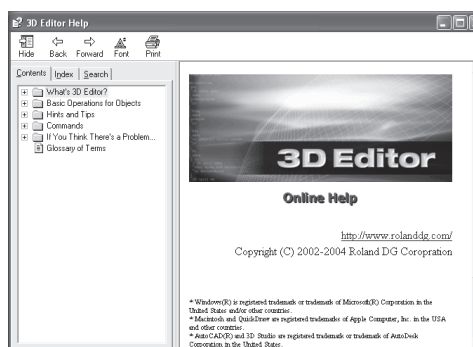 3D Editor Help
Hide Back Forward Font Print
Contents Index Search
What's 3D Editor?
Basic Operations for Objects
Hints and Tips
Commands
If You Think There's a Problem...
Glossary of Terms
3D Editor
Online Help
http://www.rolanddg.com/
Copyright (C) 2002-2004 Roland DG Coropration
* Windows(R) is registered trademark or trademark of Microsoft(R) Corporation in the
United States and/or other countries.
* Macintosh and QuickDraw are registered trademarks of Apple Computer, Inc. in the USA
and other countries.
* AutoCAD(R) and 3D Studio are registered trademark or trademark of AutoDesk
Corporation in the United States.